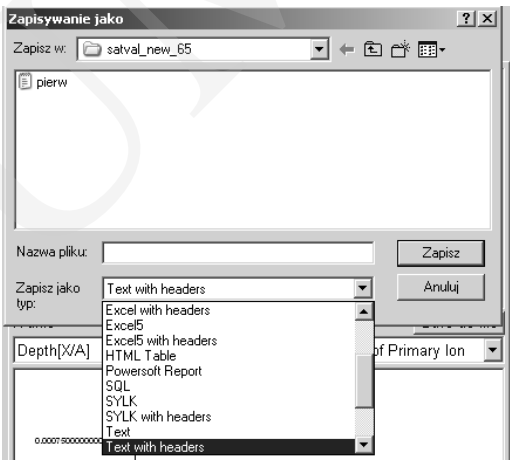 Zapisywanie jako
Zapisz w: satval_new_65
pierw
Nazwa pliku:
Zapisz
Zapisz jako typ:
Text with headers
Anuluj
Excel with headers
Excel5
Excel5 with headers
HTML Table
Powersoft Report
SQL
SYLK
SYLK with headers
Text
Text with headers
Depth[X/A]
of Primary Ion